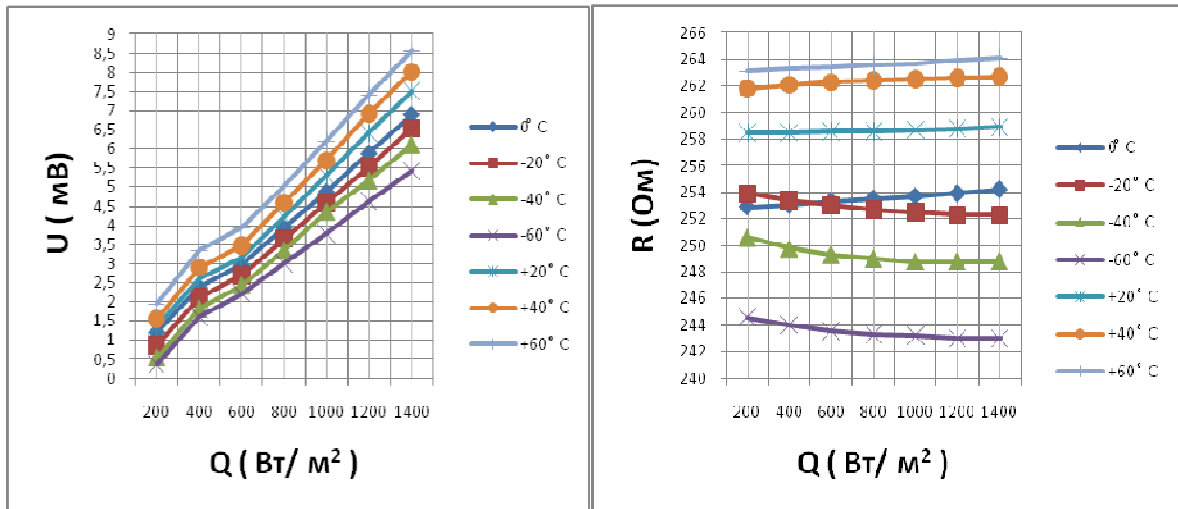 9
8,5
8
7,5
7
6,5
6
5,5
5
4,5
4
3,5
3
2,5
2
1,5
1
0,5
0
U ( мВ)
200 400 600 800 1000 1200 1400
Q ( Вт/ м²)
0° C
-20° C
-40° C
-60° C
+20° C
+40° C
+60° C
266
264
262
260
258
256
254
252
250
248
246
244
242
240
R (Ом)
200 400 600 800 1000 1200 1400
Q ( Вт/ м²)
0° C
-20° C
-40° C
-60° C
+20° C
+40° C
+60° C